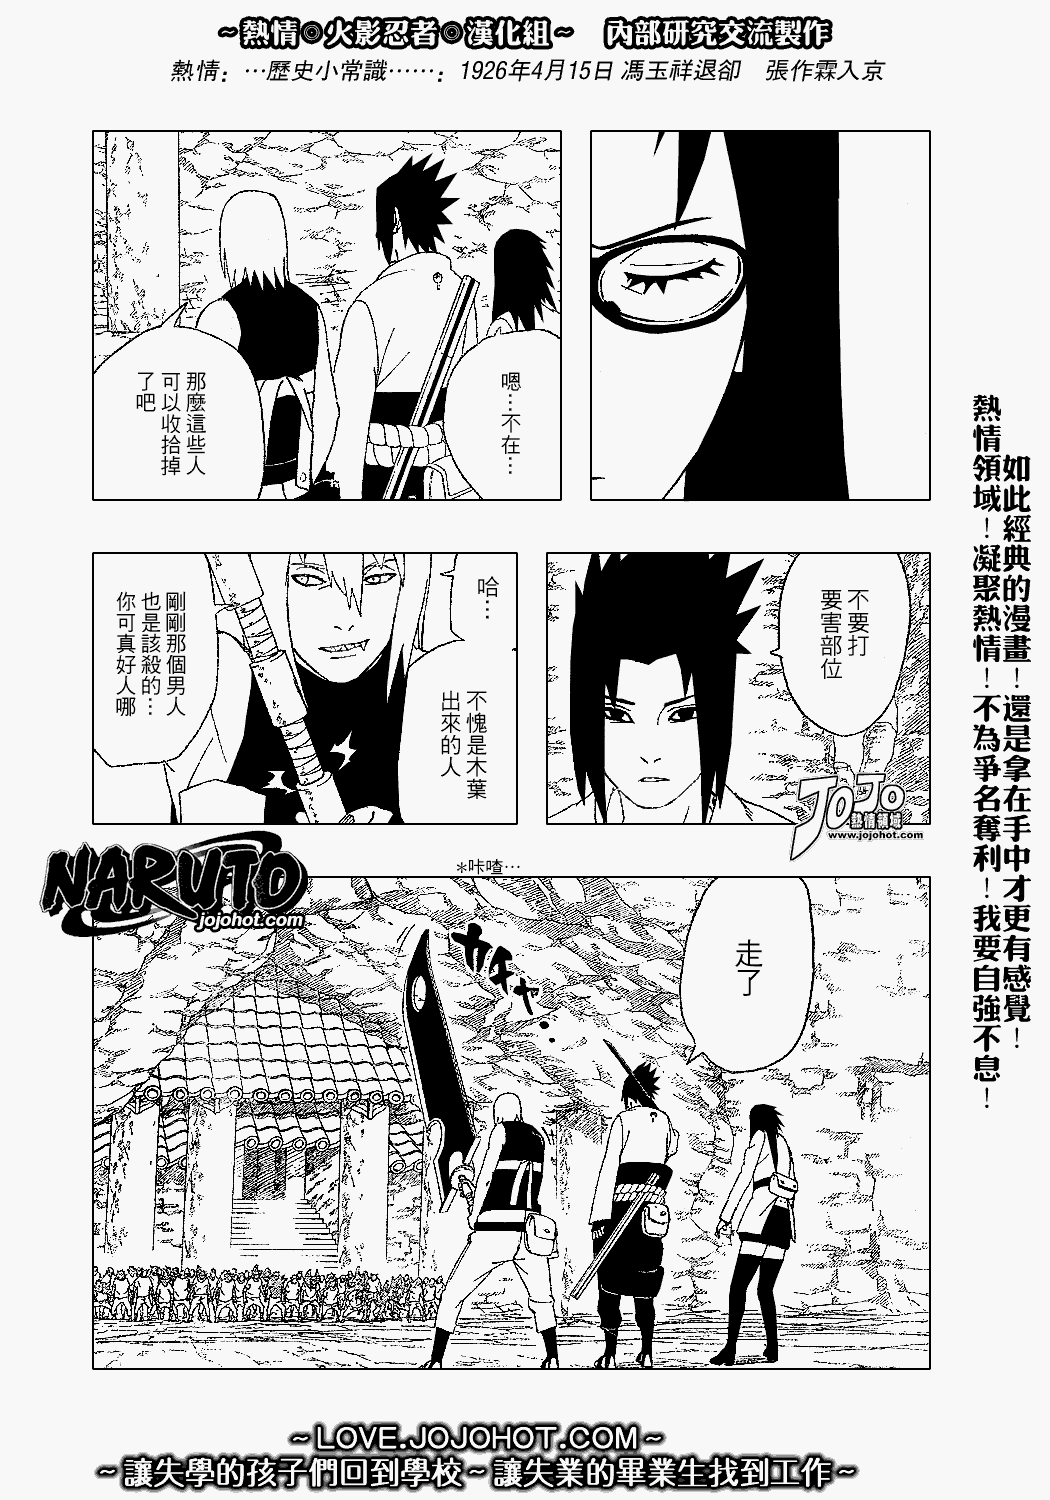 ~熱情◎火影忍者◎漢化組~　內部研究交流製作
熱情：…歷史小常識……：1926年4月15日 馮玉祥退卻　張作霖入京
嗯…不在…
那麼這些人
可以收拾掉
了吧
不要打
要害部位
哈…
不愧是木葉
出來的人
剛剛那個男人
也是該殺的…
你可真好人哪
JOJO
熱情領域
www.jojohot.com
NARUTO
jojohot.com
*咔喳…
走了
ガチャ…
如此經典的漫畫！還是拿在手中才更有感覺！
熱情領域！凝聚熱情！不為爭名奪利！我要自強不息！
~LOVE.JOJOHOT.COM~
~讓失學的孩子們回到學校~讓失業的畢業生找到工作~